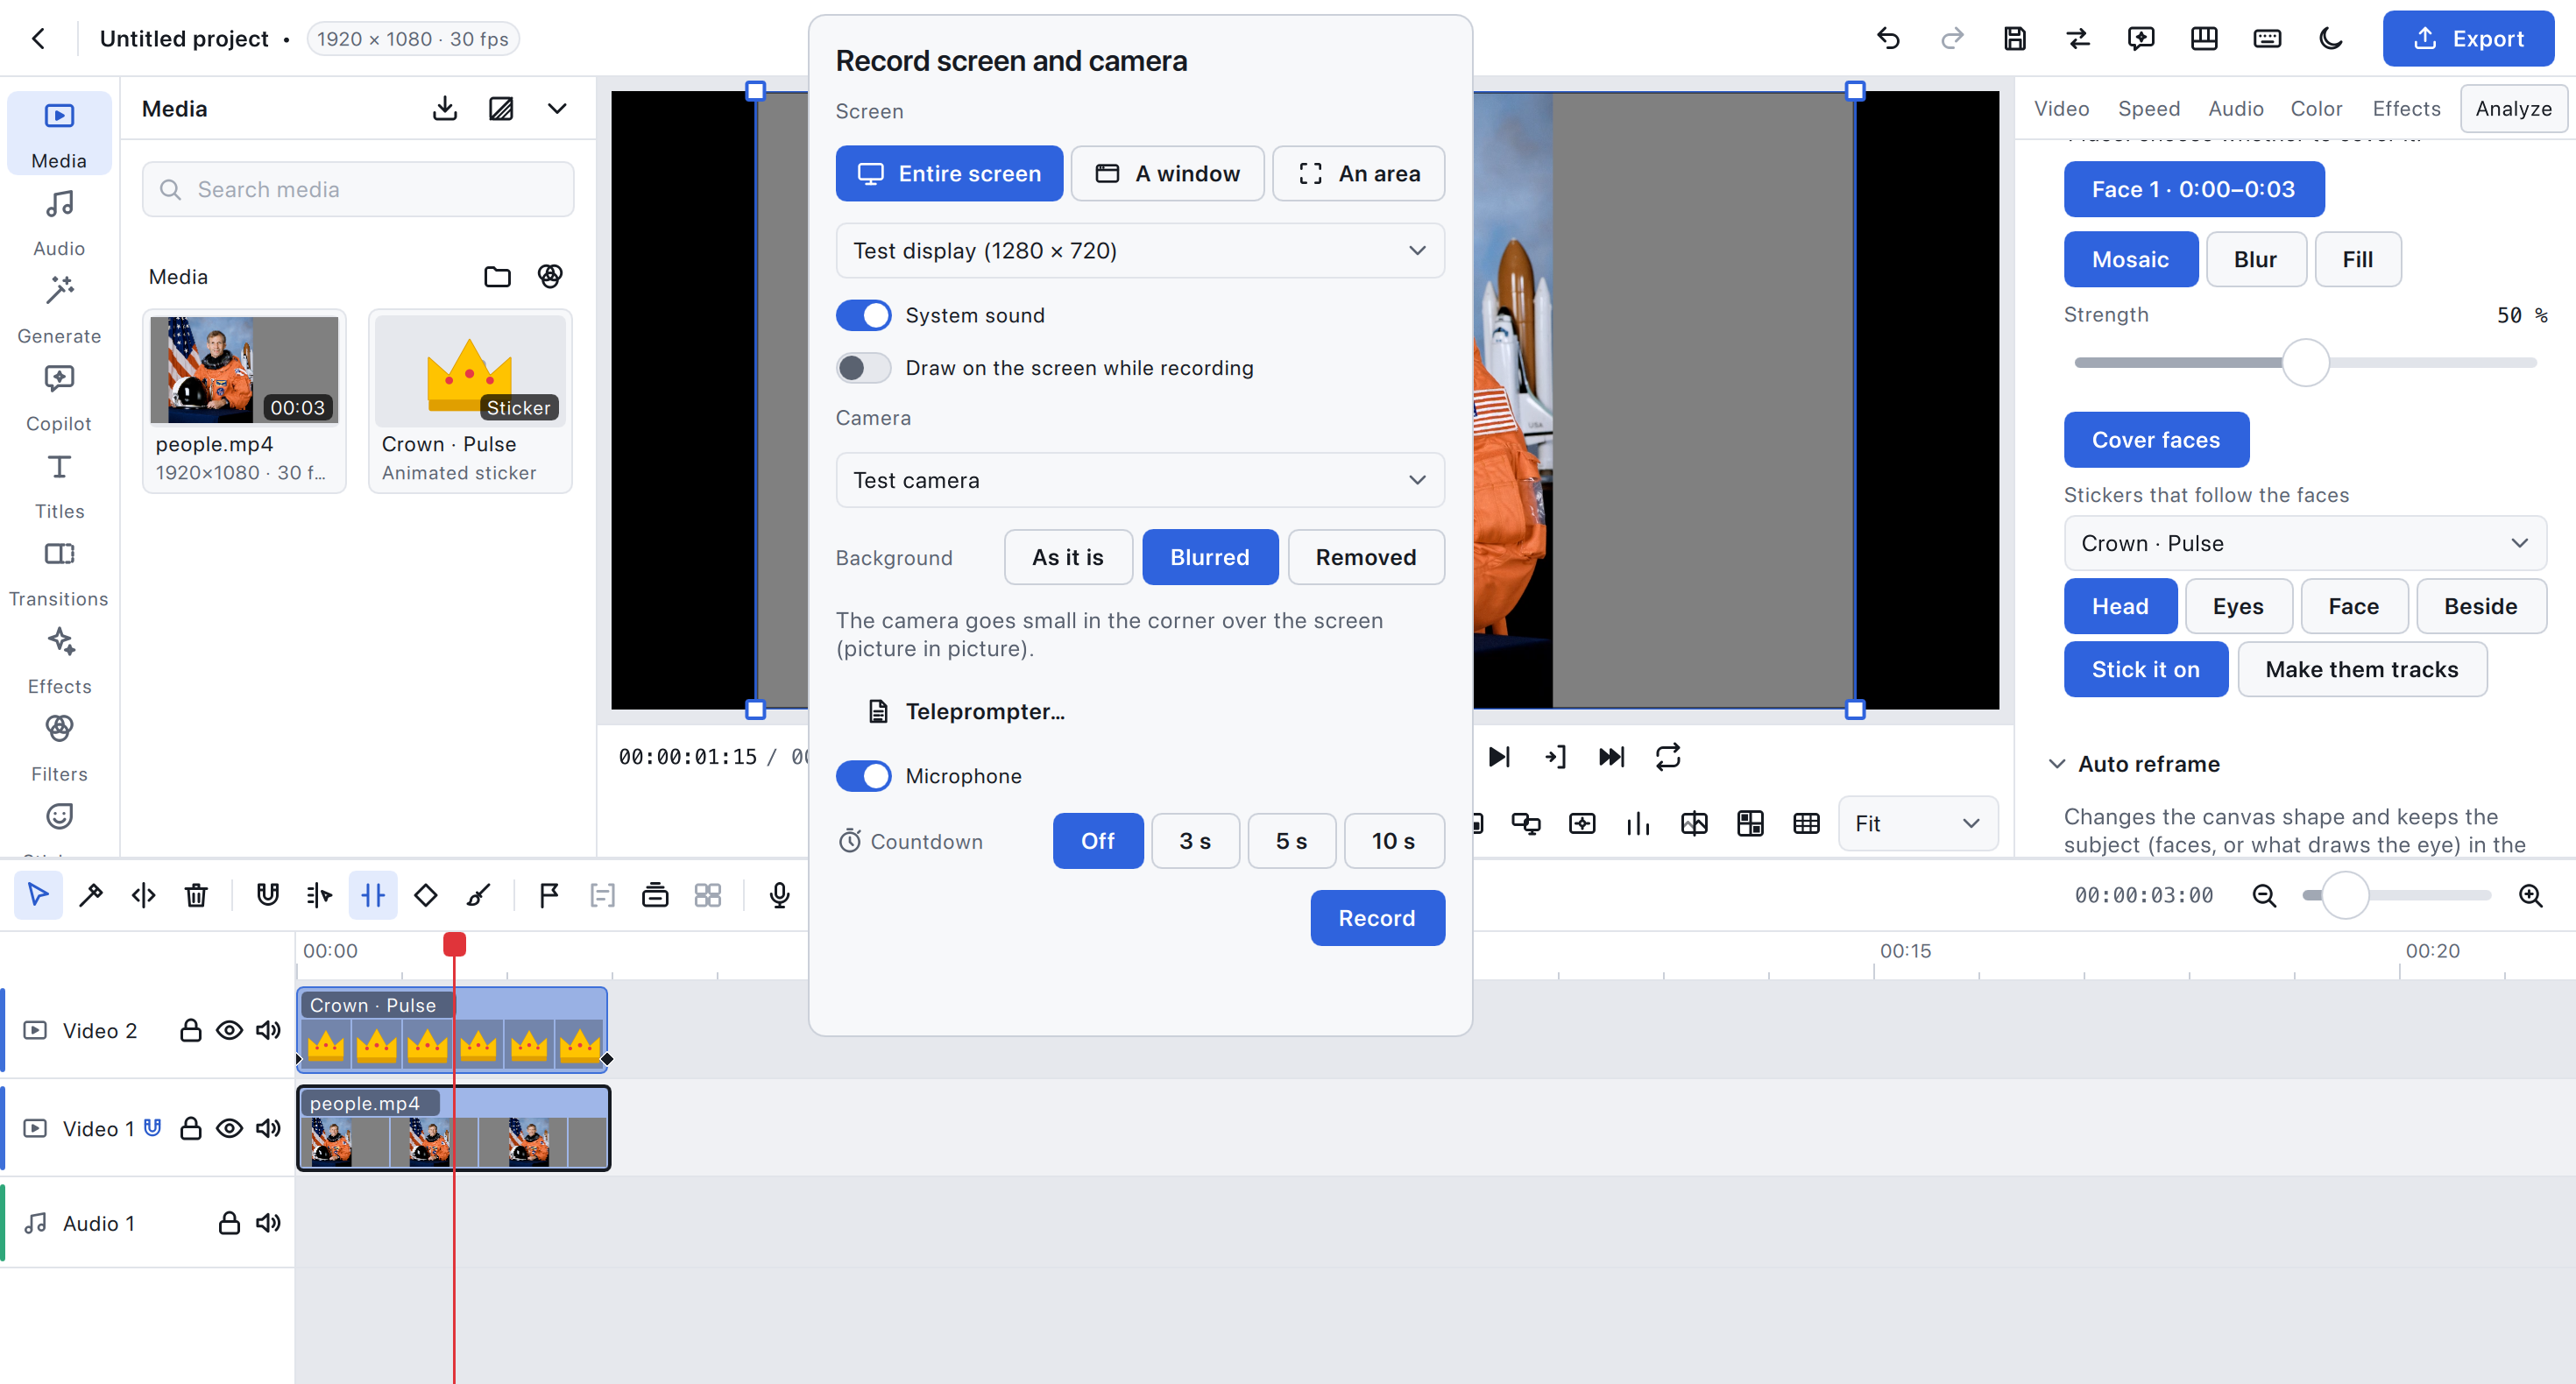 Untitled project • 1920 × 1080 · 30 fps
Export
Media
Audio
Generate
Copilot
Titles
Transitions
Effects
Filters
Media
Search media
Media
00:03
people.mp4
1920×1080 · 30 f…
Sticker
Crown · Pulse
Animated sticker
Record screen and camera
Screen
Entire screen
A window
An area
Test display (1280 × 720)
System sound
Draw on the screen while recording
Camera
Test camera
Background
As it is
Blurred
Removed
The camera goes small in the corner over the screen
(picture in picture).
Teleprompter…
Microphone
Countdown
Off
3 s
5 s
10 s
Record
USA
00:00:01:15 /
Fit
Video
Speed
Audio
Color
Effects
Analyze
Face 1 · 0:00–0:03
Mosaic
Blur
Fill
Strength
50 %
Cover faces
Stickers that follow the faces
Crown · Pulse
Head
Eyes
Face
Beside
Stick it on
Make them tracks
Auto reframe
Changes the canvas shape and keeps the
subject (faces, or what draws the eye) in the
00:00:03:00
00:00
00:15
00:20
Video 2
Crown · Pulse
Video 1
people.mp4
Audio 1